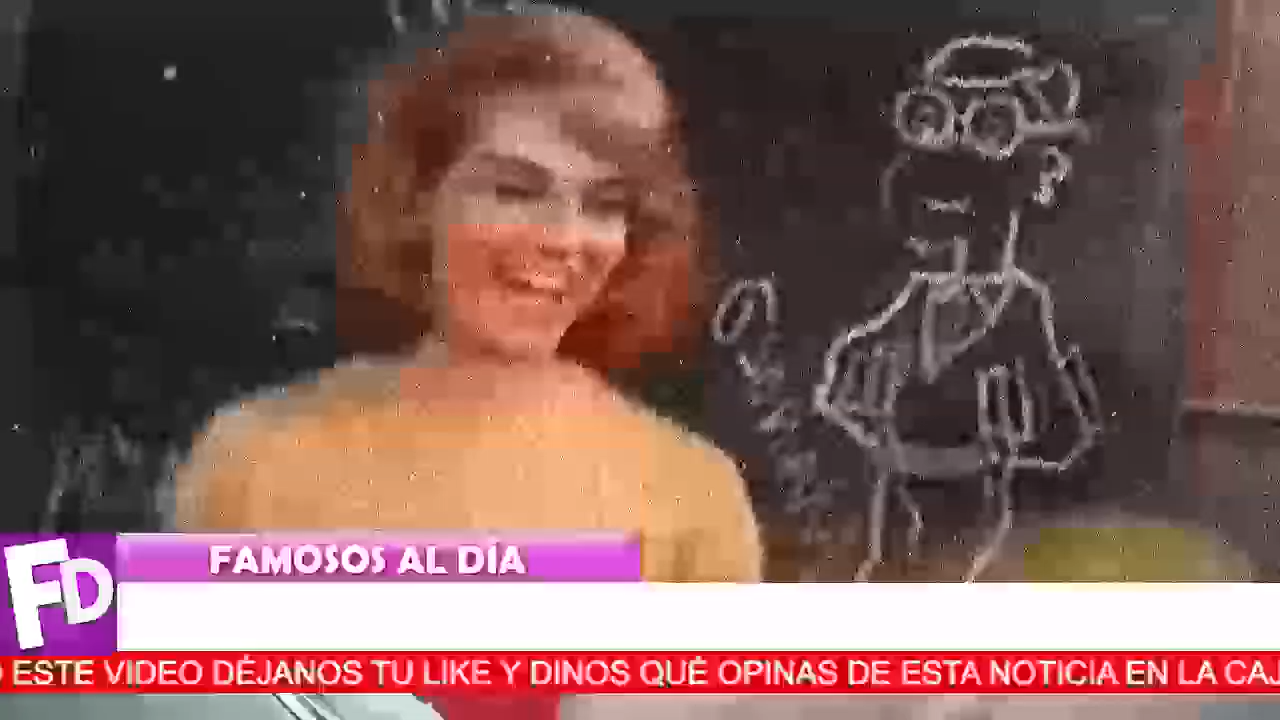 FD
FAMOSOS AL DÍA
ESTE VIDEO DÉJANOS TU LIKE Y DINOS QUÉ OPINAS DE ESTA NOTICIA EN LA CAJ